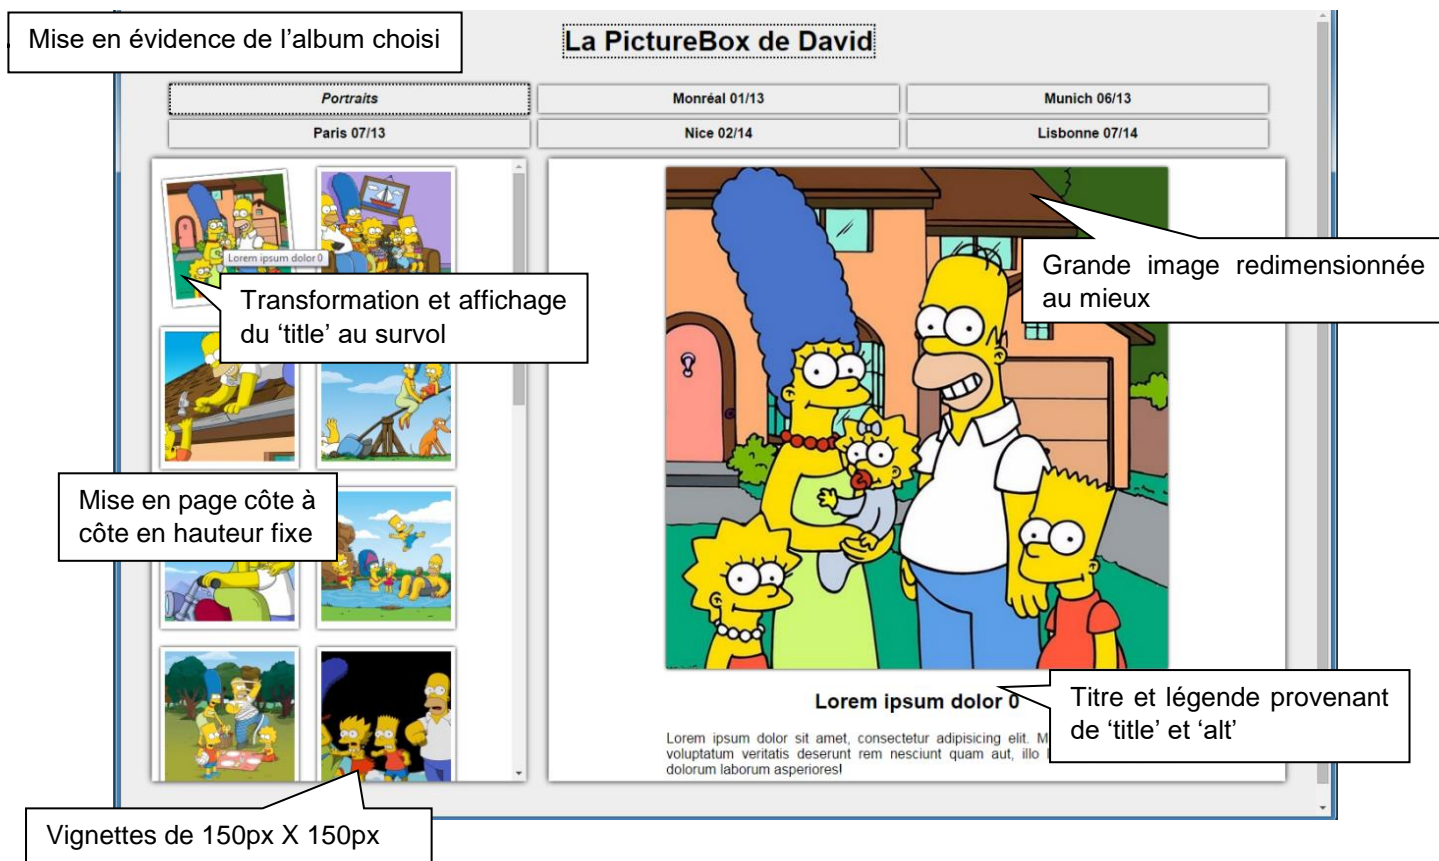 Mise en évidence de l'album choisi
La PictureBox de David
Portraits
Monréal 01/13
Munich 06/13
Paris 07/13
Nice 02/14
Lisbonne 07/14
Lorem ipsum dolor 0
Transformation et affichage
du 'title' au survol
Grande image redimensionnée
au mieux
Mise en page côte à
côte en hauteur fixe
Lorem ipsum dolor 0
Titre et légende provenant
de 'title' et 'alt'
Lorem ipsum dolor sit amet, consectetur adipisicing elit. M
voluptatum veritatis deserunt rem nesciunt quam aut, illo
dolorum laborum asperiores!
Vignettes de 150px X 150px